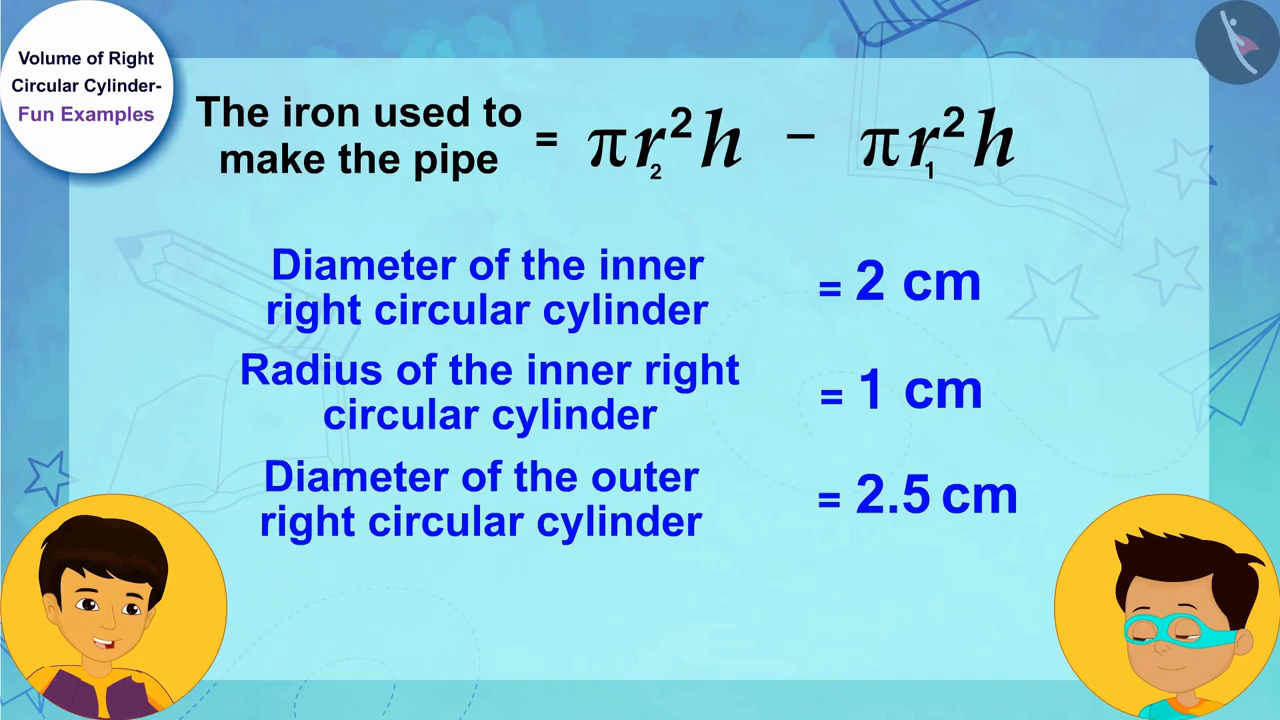 Volume of Right
Circular Cylinder-
Fun Examples
The iron used to
make the pipe = πr₂²h − πr₁²h
Diameter of the inner
right circular cylinder = 2 cm
Radius of the inner right
circular cylinder = 1 cm
Diameter of the outer
right circular cylinder = 2.5 cm